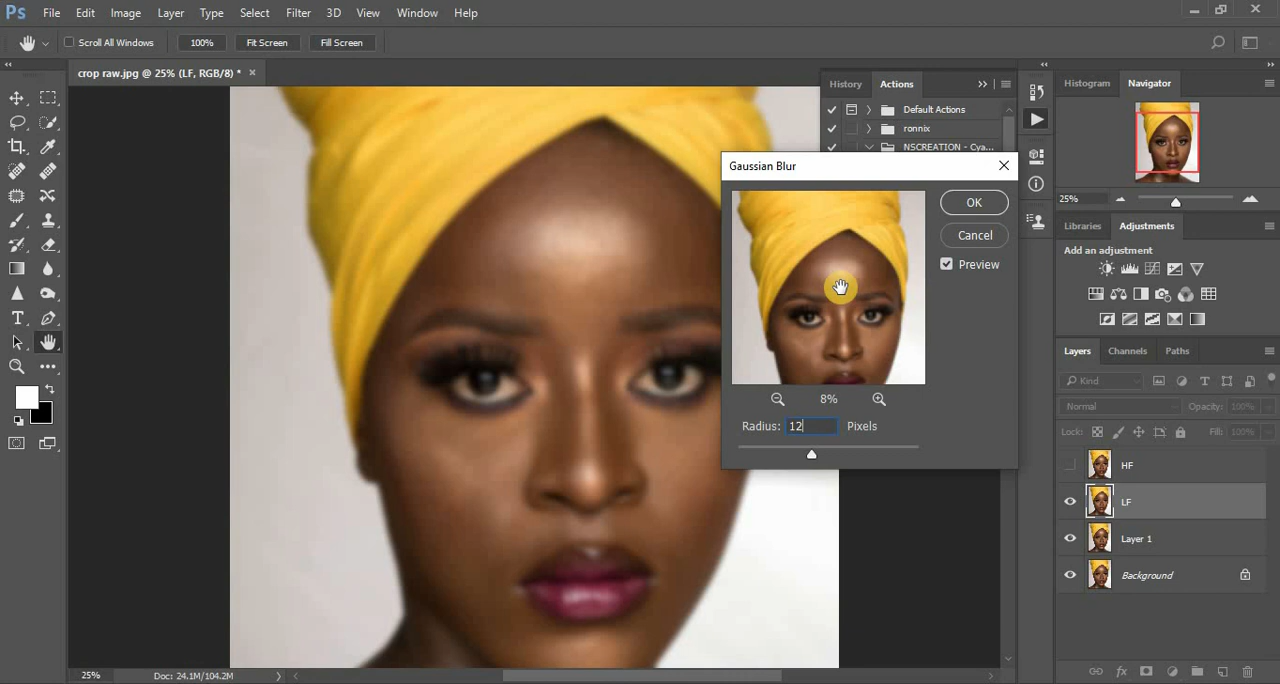 Ps File Edit Image Layer Type Select Filter 3D View Window Help
Scroll All Windows 100% Fit Screen Fill Screen
crop raw.jpg @ 25% (LF, RGB/8) * ×
History Actions
Default Actions
ronnix
NSCREATION - Cya...
Gaussian Blur
OK
Cancel
Preview
8%
Radius: 12 Pixels
Histogram Navigator
25%
Libraries Adjustments
Add an adjustment
Layers Channels Paths
Kind
Normal Opacity: 100%
Lock: Fill: 100%
HF
LF
Layer 1
Background
25% Doc: 24.1M/104.2M